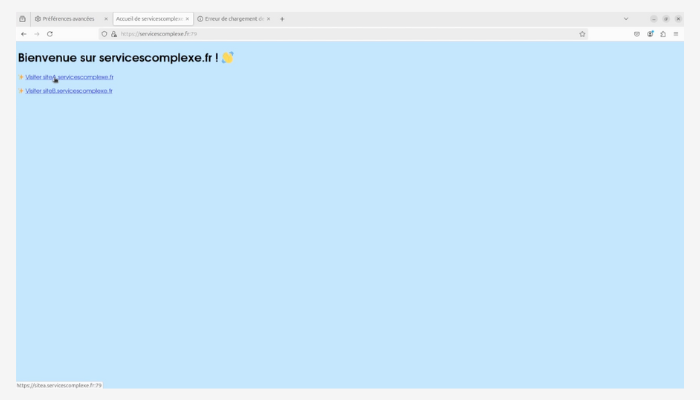 Préférences avancées
Accueil de servicescomplexe
Erreur de chargement de
https://servicescomplexe.fr:79
Bienvenue sur servicescomplexe.fr ! 👋
Visiter siteA.servicescomplexe.fr
Visiter siteB.servicescomplexe.fr
https://sitea.servicescomplexe.fr:79